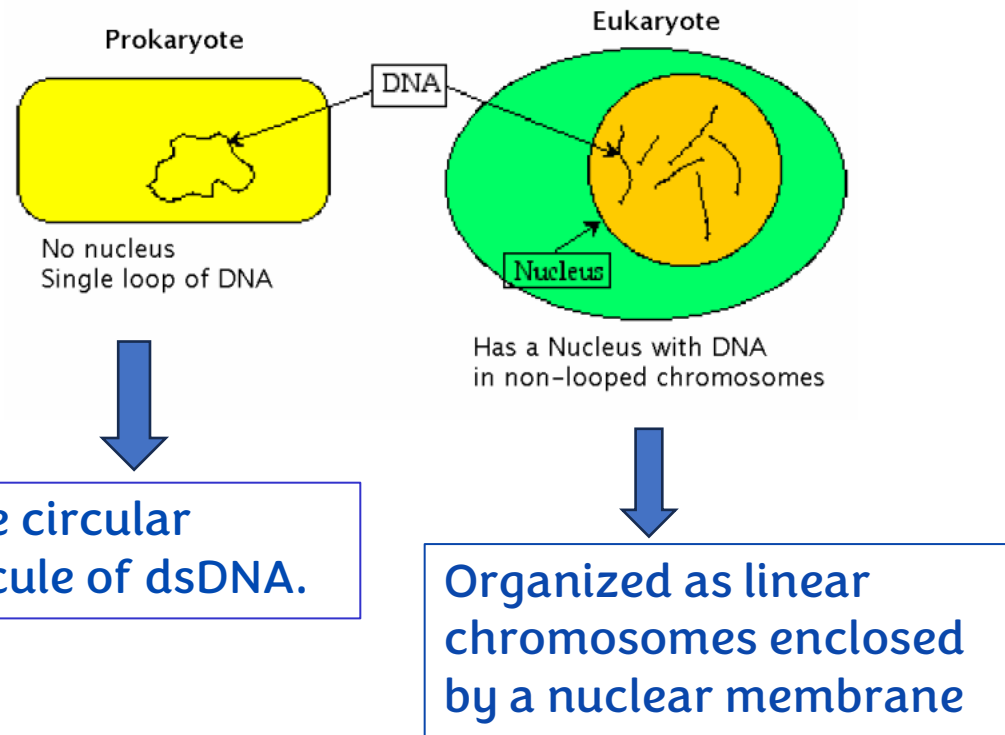 Prokaryote
Eukaryote
DNA
No nucleus
Single loop of DNA
Nucleus
Has a Nucleus with DNA
in non-looped chromosomes
circular
of dsDNA.
Organized as linear
chromosomes enclosed
by a nuclear membrane